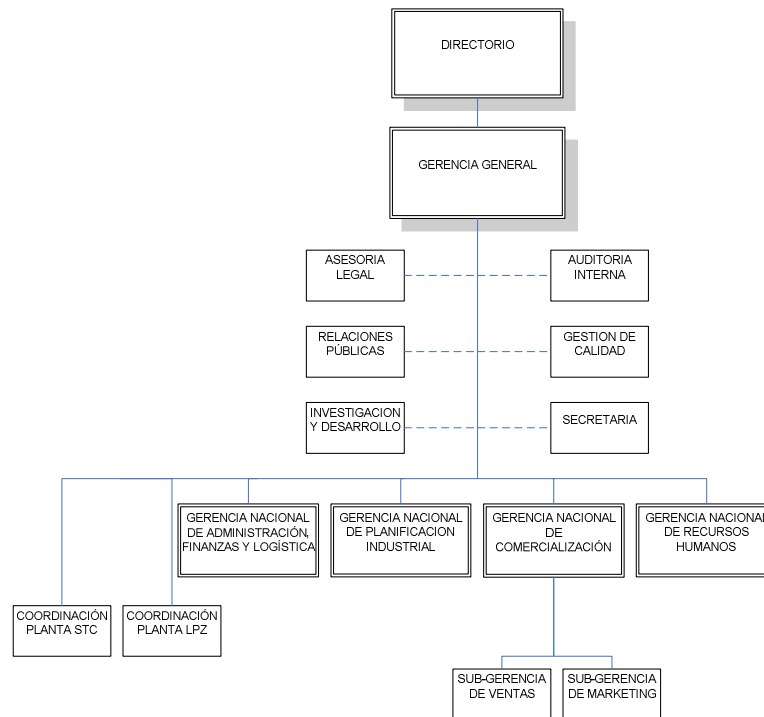 DIRECTORIO
GERENCIA GENERAL
ASESORIA
LEGAL
AUDITORIA
INTERNA
RELACIONES
PÚBLICAS
GESTION DE
CALIDAD
INVESTIGACION
Y DESARROLLO
SECRETARIA
GERENCIA NACIONAL
DE ADMINISTRACIÓN,
FINANZAS Y LOGÍSTICA
GERENCIA NACIONAL
DE PLANIFICACION
INDUSTRIAL
GERENCIA NACIONAL
DE
COMERCIALIZACIÓN
GERENCIA NACIONAL
DE RECURSOS
HUMANOS
COORDINACIÓN
PLANTA STC
COORDINACIÓN
PLANTA LPZ
SUB-GERENCIA
DE VENTAS
SUB-GERENCIA
DE MARKETING